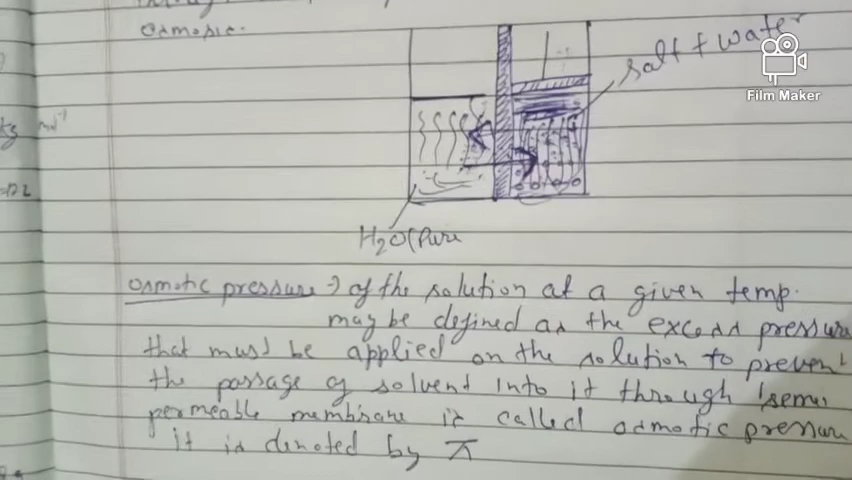 osmosis.
salt + water
Film Maker
mol⁻¹
H₂O(Pure
osmotic pressure → of the solution at a given temp.
may be defined as the excess pressure
that must be applied on the solution to prevent
the passage of solvent into it through semi
permeable membrane is called osmotic pressure
it is denoted by π